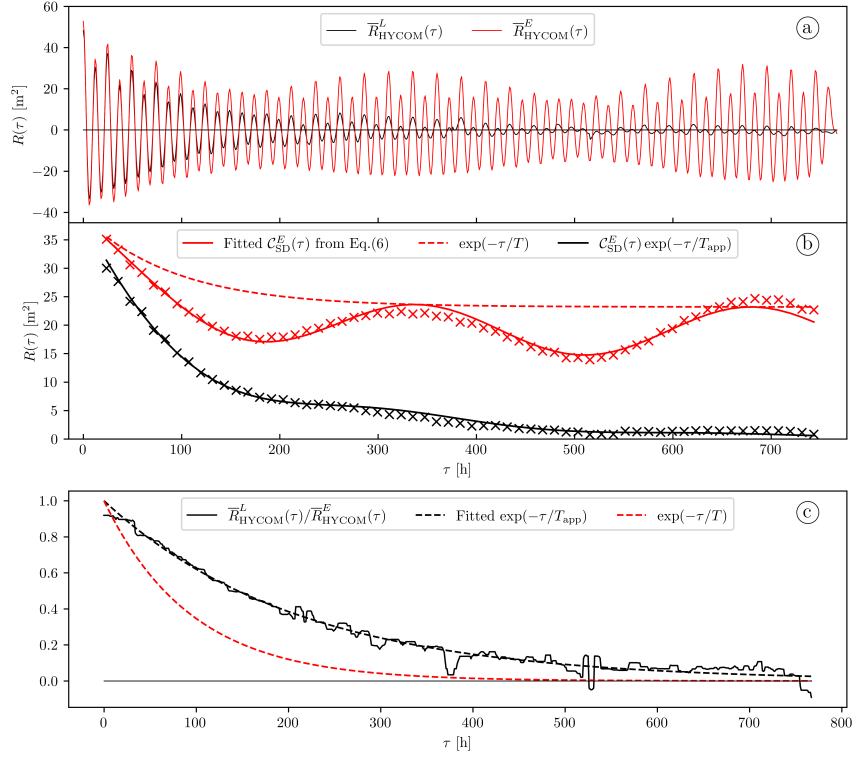 60
40
20
0
−20
−40
R(τ) [m²]
R̅ᴸ_HYCOM(τ) R̅ᴱ_HYCOM(τ)
a
35
30
25
20
15
10
5
0
R(τ) [m²]
Fitted 𝒞ᴱ_SD(τ) from Eq.(6) exp(−τ/T) 𝒞ᴱ_SD(τ) exp(−τ/T_app)
b
0 100 200 300 400 500 600 700
τ [h]
1.0
0.8
0.6
0.4
0.2
0.0
R̅ᴸ_HYCOM(τ)/R̅ᴱ_HYCOM(τ) Fitted exp(−τ/T_app) exp(−τ/T)
c
0 100 200 300 400 500 600 700 800
τ [h]